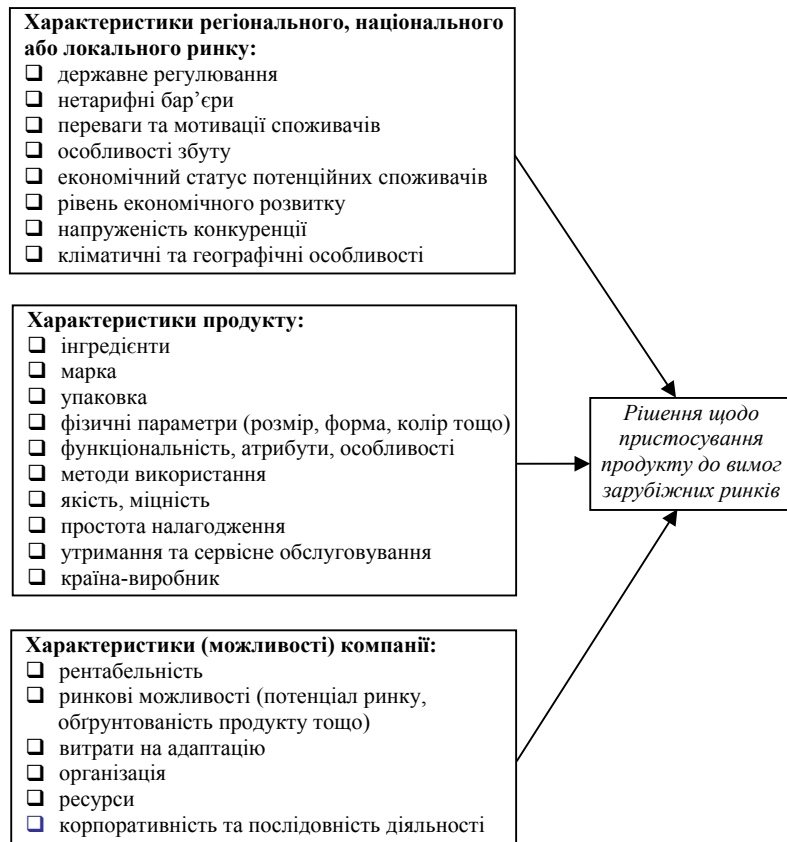 Характеристики регіонального, національного
або локального ринку:
❑ державне регулювання
❑ нетарифні бар’єри
❑ переваги та мотивації споживачів
❑ особливості збуту
❑ економічний статус потенційних споживачів
❑ рівень економічного розвитку
❑ напруженість конкуренції
❑ кліматичні та географічні особливості
Характеристики продукту:
❑ інгредієнти
❑ марка
❑ упаковка
❑ фізичні параметри (розмір, форма, колір тощо)
❑ функціональність, атрибути, особливості
❑ методи використання
❑ якість, міцність
❑ простота налагодження
❑ утримання та сервісне обслуговування
❑ країна-виробник
Характеристики (можливості) компанії:
❑ рентабельність
❑ ринкові можливості (потенціал ринку,
обґрунтованість продукту тощо)
❑ витрати на адаптацію
❑ організація
❑ ресурси
❑ корпоративність та послідовність діяльності
Рішення щодо
пристосування
продукту до вимог
зарубіжних ринків